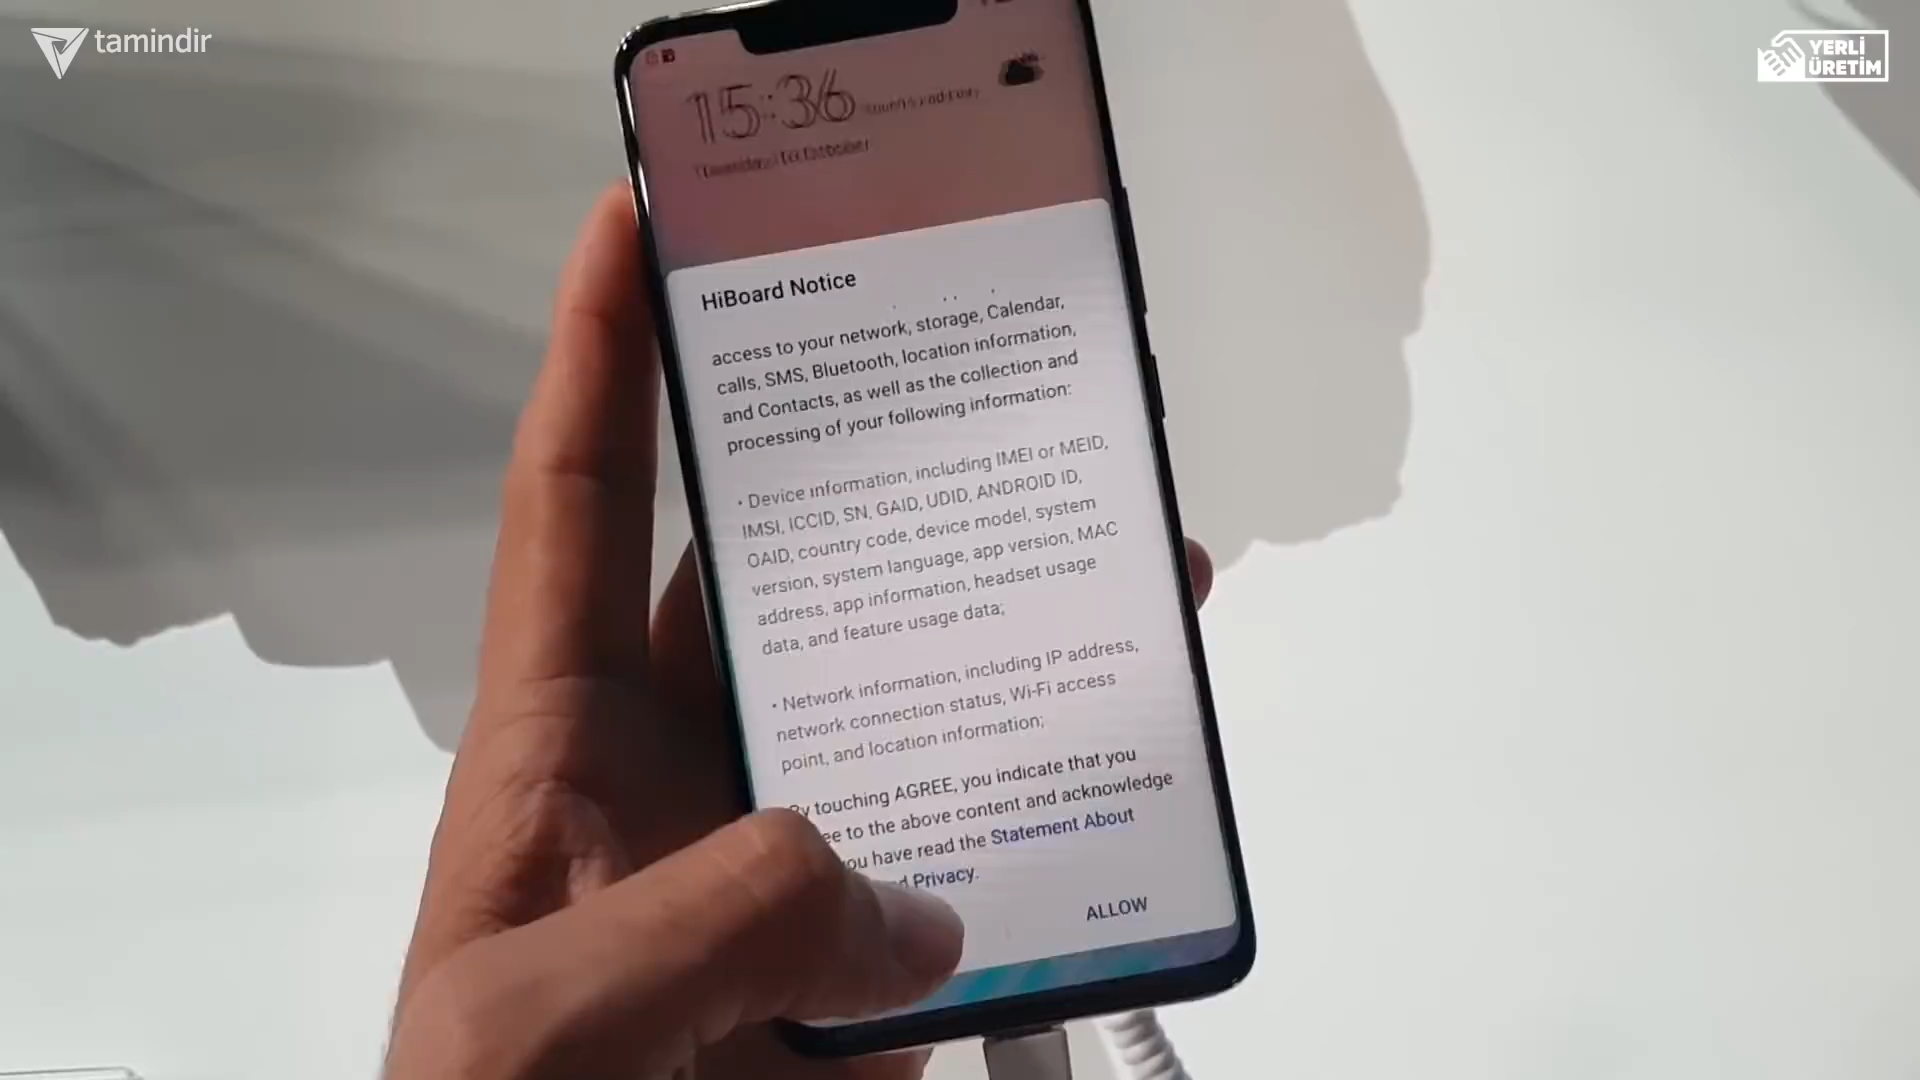 tamindir
YERLİ
ÜRETİM
15:36
HiBoard Notice
access to your network, storage, Calendar,
calls, SMS, Bluetooth, location information,
and Contacts, as well as the collection and
processing of your following information:
• Device information, including IMEI or MEID,
IMSI, ICCID, SN, GAID, UDID, ANDROID ID,
OAID, country code, device model, system
version, system language, app version, MAC
address, app information, headset usage
data, and feature usage data;
• Network information, including IP address,
network connection status, Wi-Fi access
point, and location information;
By touching AGREE, you indicate that you
ee to the above content and acknowledge
you have read the Statement About
d Privacy.
ALLOW